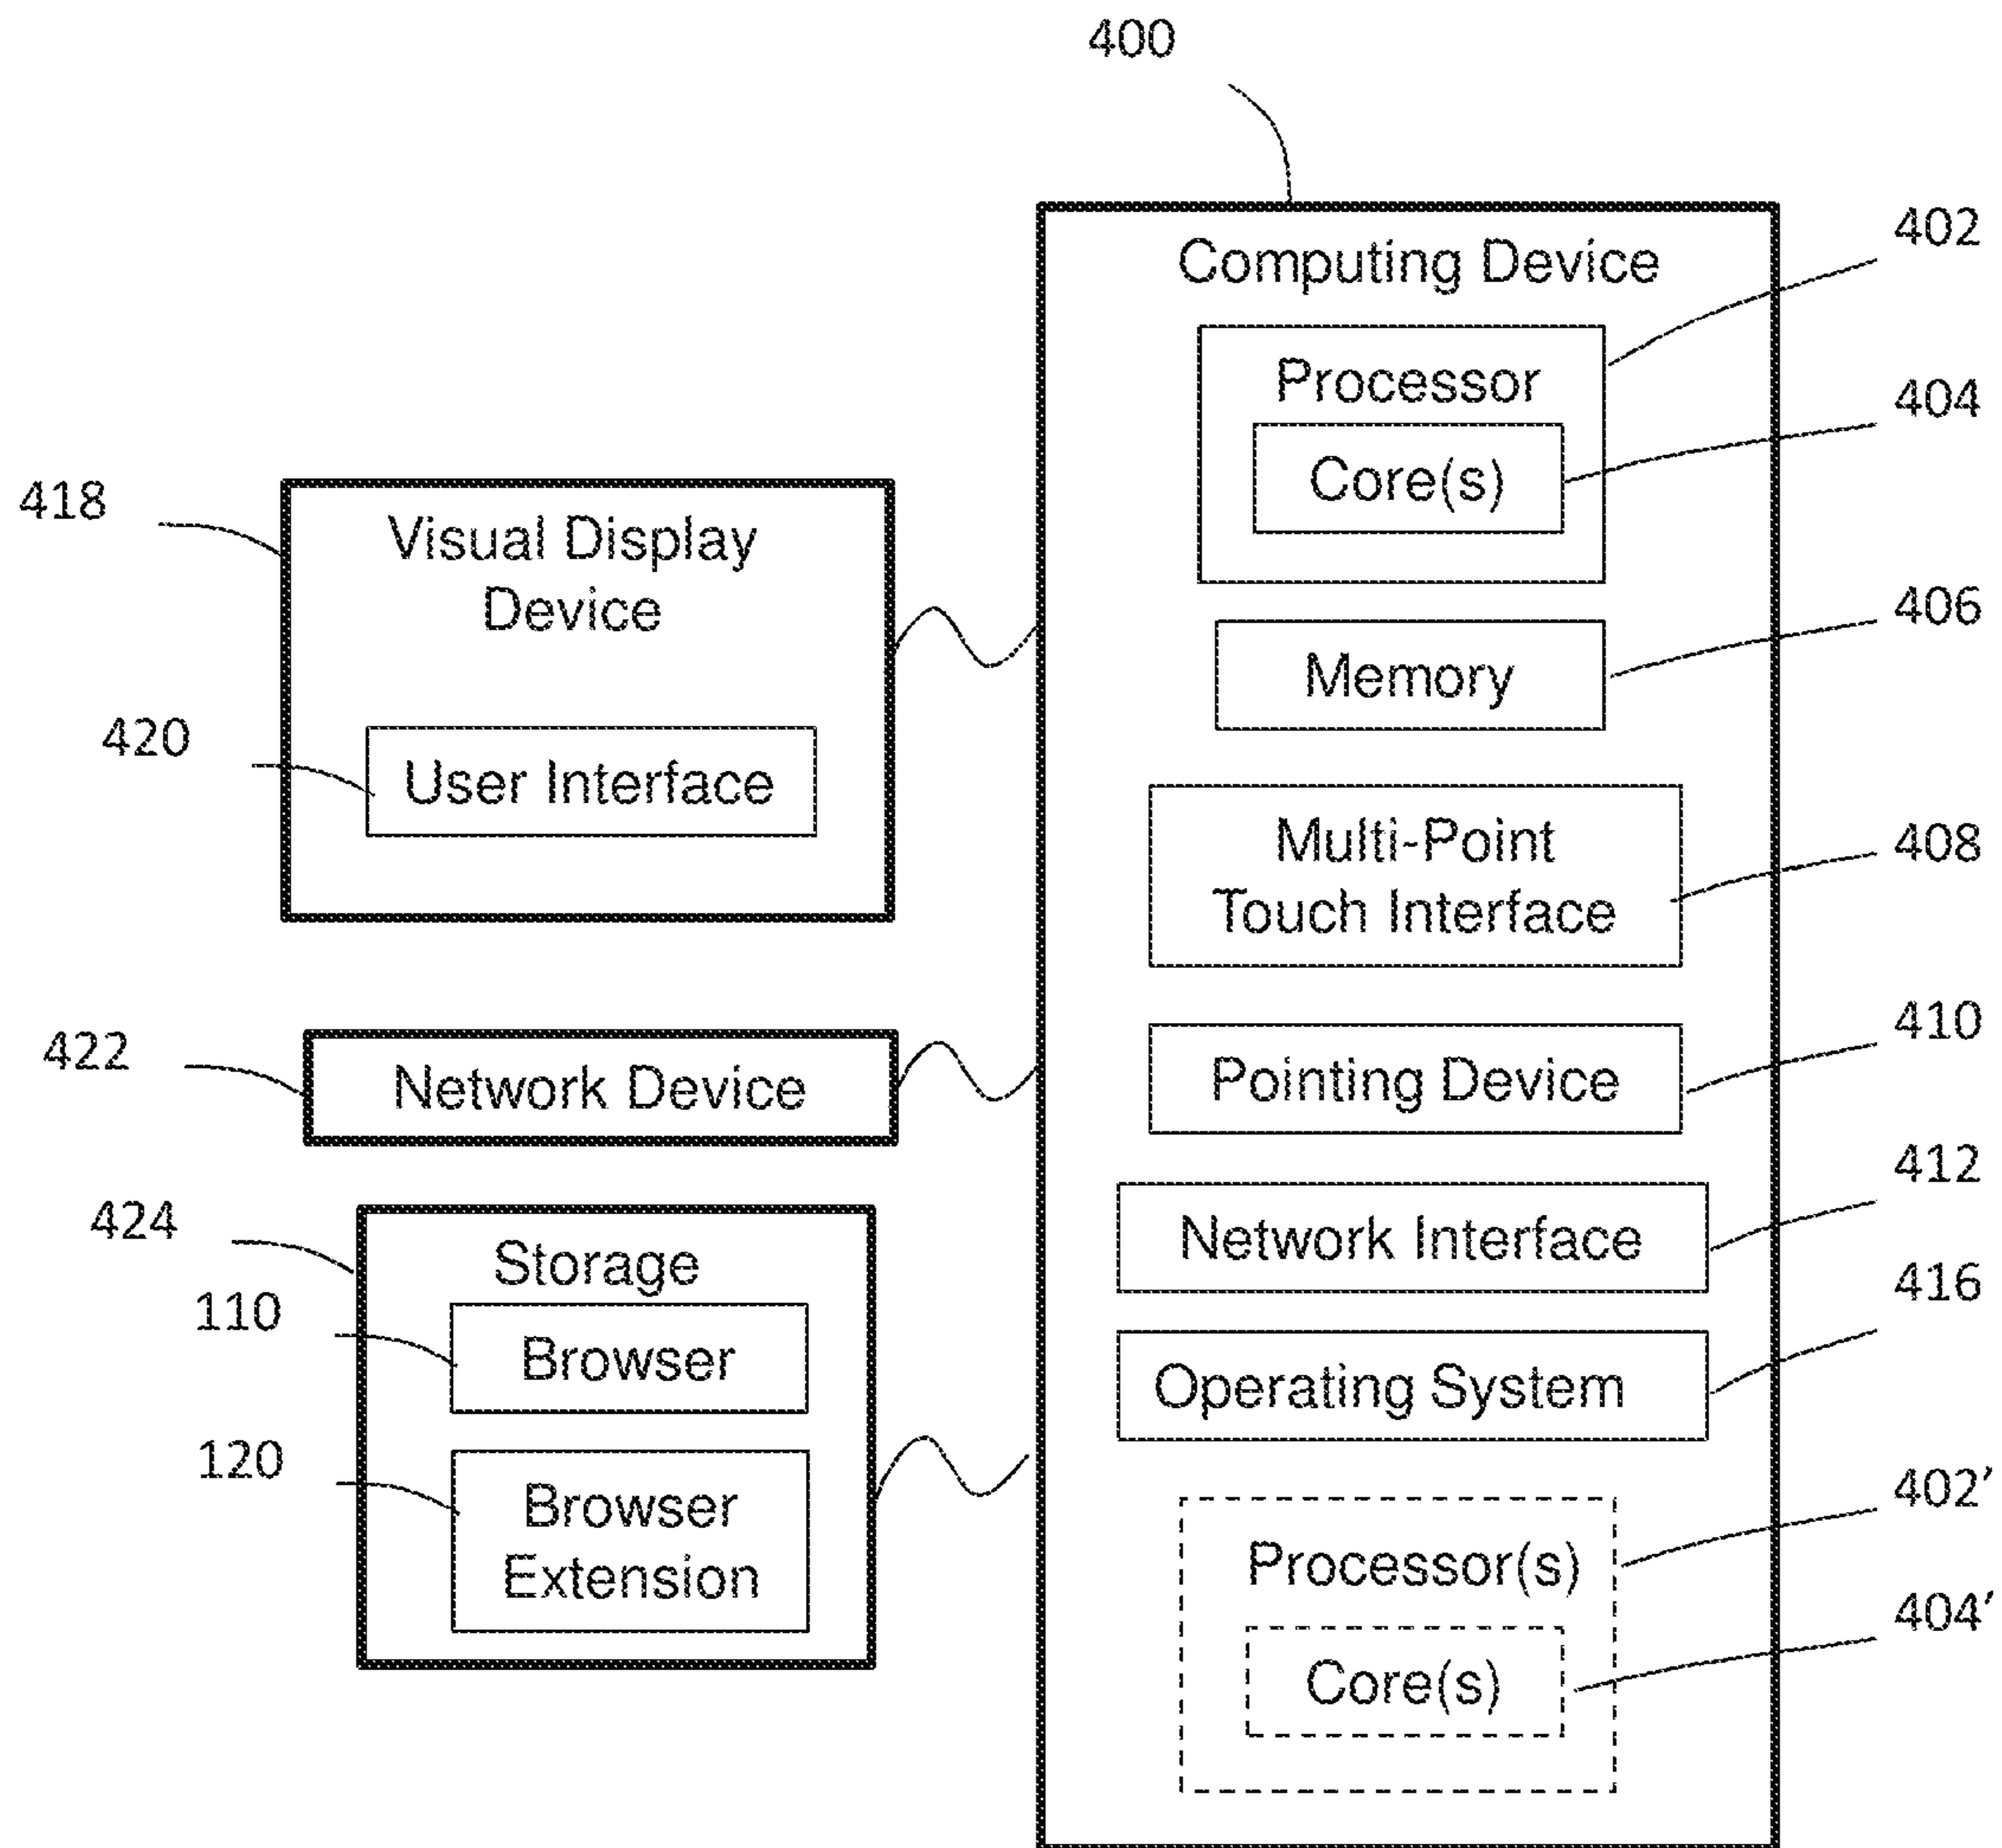 400
Computing Device
402
Processor
404
Core(s)
418
Visual Display
Device
406
Memory
420
User Interface
408
Multi-Point
Touch Interface
422
Network Device
410
Pointing Device
412
Network Interface
424
Storage
110
Browser
416
Operating System
120
Browser
Extension
402’
Processor(s)
404’
Core(s)